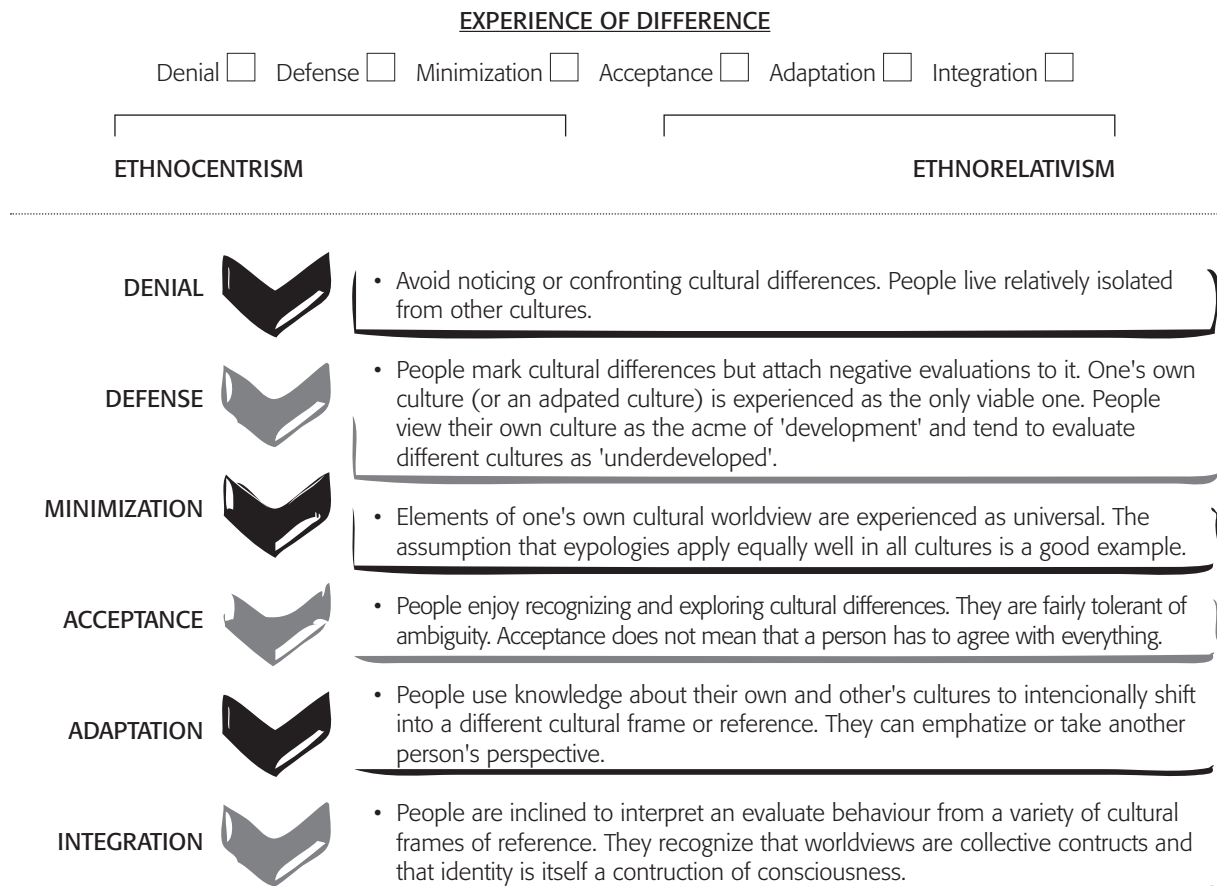 EXPERIENCE OF DIFFERENCE
Denial Defense Minimization Acceptance Adaptation Integration
ETHNOCENTRISM ETHNORELATIVISM
DENIAL
• Avoid noticing or confronting cultural differences. People live relatively isolated
from other cultures.
DEFENSE
• People mark cultural differences but attach negative evaluations to it. One's own
culture (or an adpated culture) is experienced as the only viable one. People
view their own culture as the acme of 'development' and tend to evaluate
different cultures as 'underdeveloped'.
MINIMIZATION
• Elements of one's own cultural worldview are experienced as universal. The
assumption that eypologies apply equally well in all cultures is a good example.
ACCEPTANCE
• People enjoy recognizing and exploring cultural differences. They are fairly tolerant of
ambiguity. Acceptance does not mean that a person has to agree with everything.
ADAPTATION
• People use knowledge about their own and other's cultures to intencionally shift
into a different cultural frame or reference. They can emphatize or take another
person's perspective.
INTEGRATION
• People are inclined to interpret an evaluate behaviour from a variety of cultural
frames of reference. They recognize that worldviews are collective contructs and
that identity is itself a contruction of consciousness.